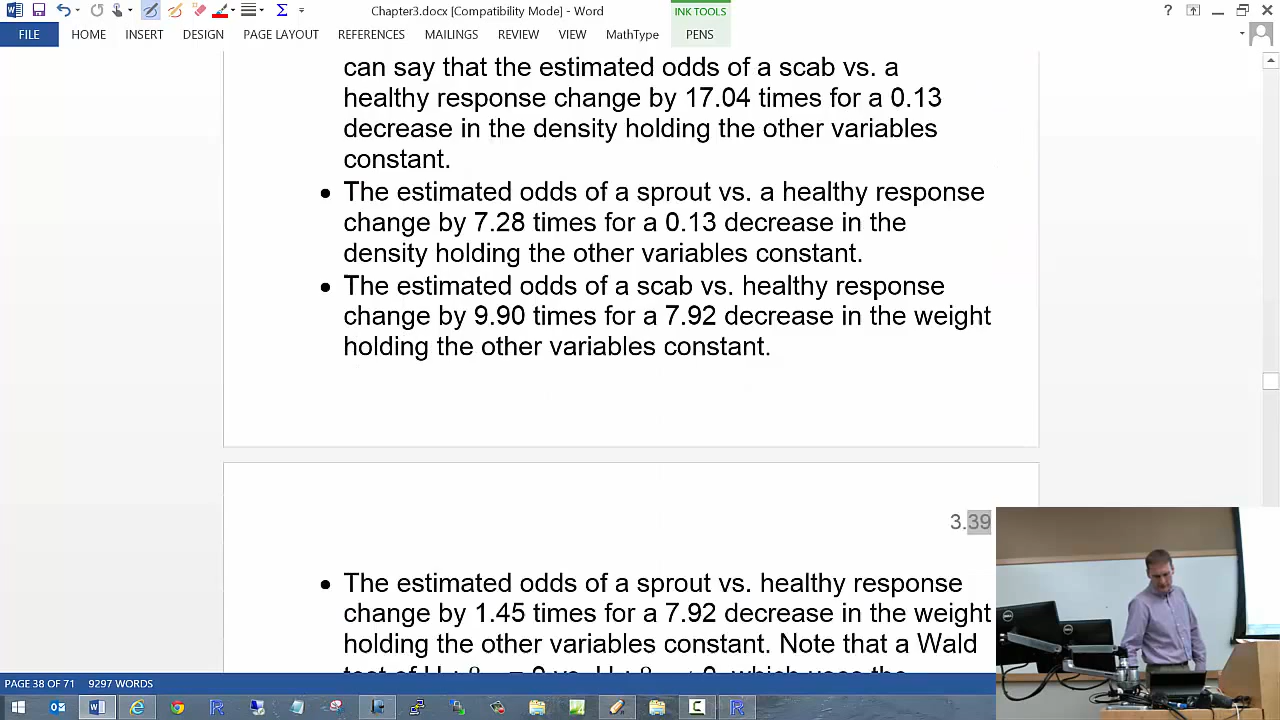 Chapter3.docx [Compatibility Mode] - Word
INK TOOLS
FILE HOME INSERT DESIGN PAGE LAYOUT REFERENCES MAILINGS REVIEW VIEW MathType PENS
can say that the estimated odds of a scab vs. a
healthy response change by 17.04 times for a 0.13
decrease in the density holding the other variables
constant.
• The estimated odds of a sprout vs. a healthy response
change by 7.28 times for a 0.13 decrease in the
density holding the other variables constant.
• The estimated odds of a scab vs. healthy response
change by 9.90 times for a 7.92 decrease in the weight
holding the other variables constant.
3.39
• The estimated odds of a sprout vs. healthy response
change by 1.45 times for a 7.92 decrease in the weight
holding the other variables constant. Note that a Wald
which uses the
PAGE 38 OF 71 9297 WORDS